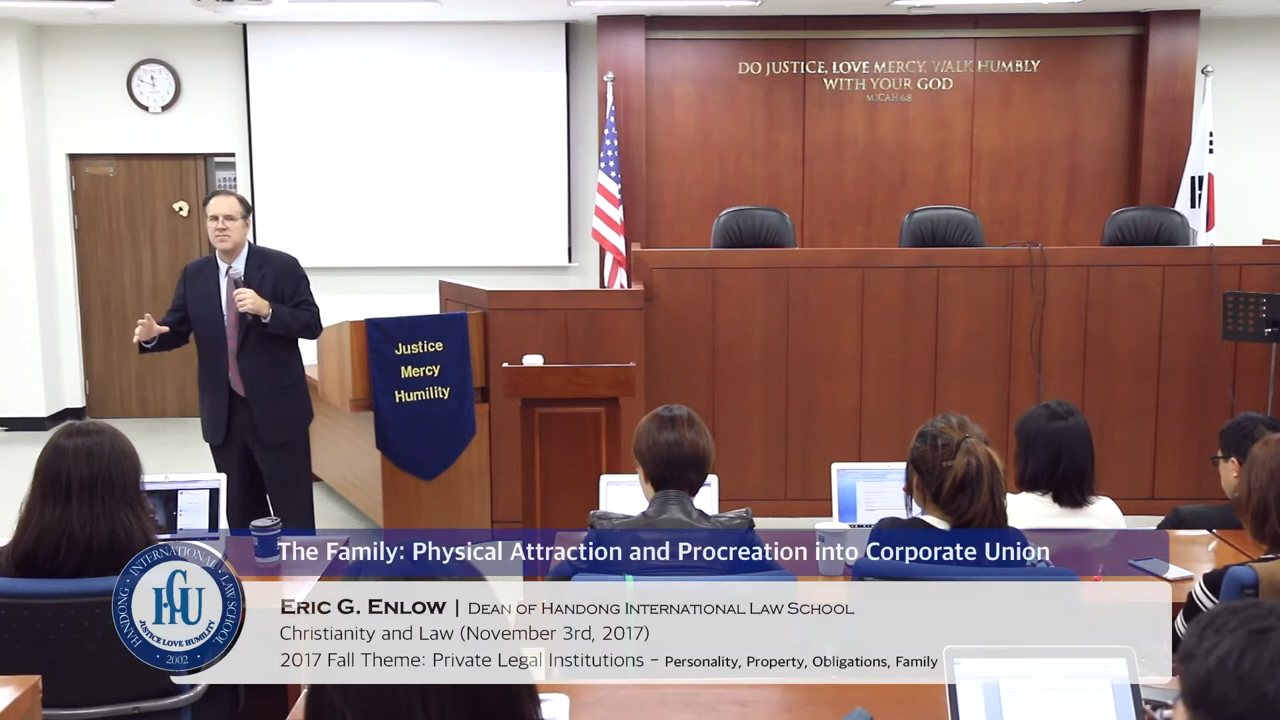 DO JUSTICE, LOVE MERCY, WALK HUMBLY
WITH YOUR GOD
MICAH 6:8
Justice
Mercy
Humility
The Family: Physical Attraction and Procreation into Corporate Union
ERIC G. ENLOW | DEAN OF HANDONG INTERNATIONAL LAW SCHOOL
Christianity and Law (November 3rd, 2017)
2017 Fall Theme: Private Legal Institutions – Personality, Property, Obligations, Family
HANDONG · INTERNATIONAL LAW SCHOOL
JUSTICE LOVE HUMILITY
· 2002 ·